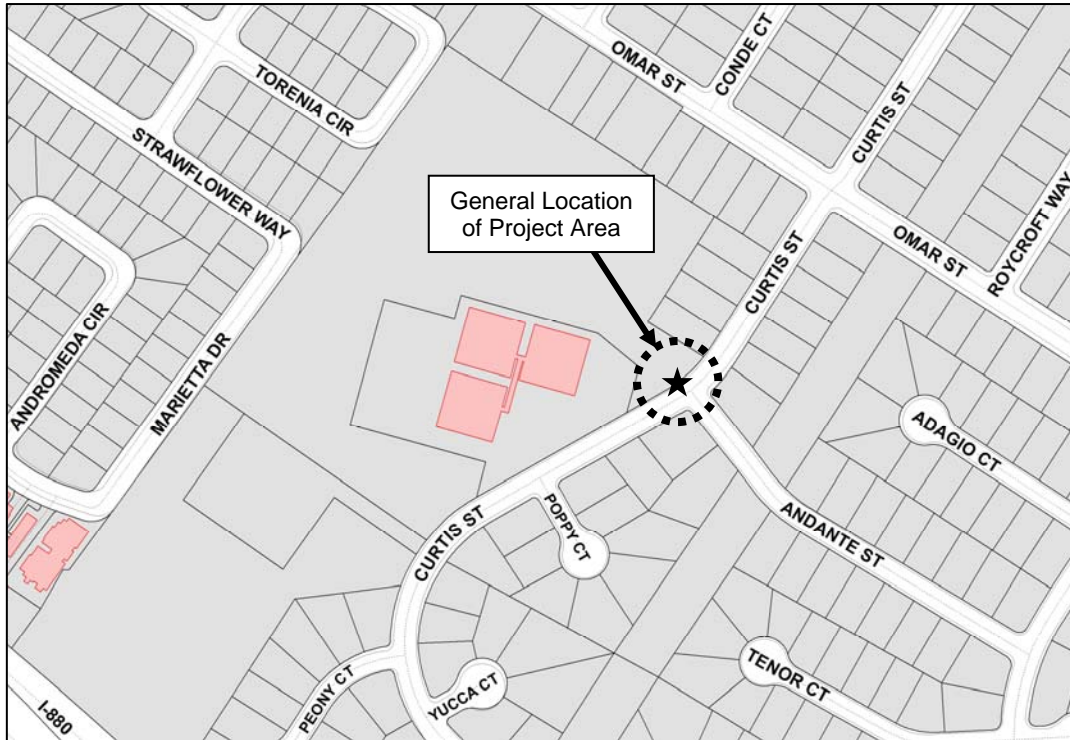 OMAR ST
CONDE CT
CURTIS ST
TORENIA CIR
STRAWFLOWER WAY
General Location
of Project Area
ROYCROFT WAY
OMAR ST
CURTIS ST
ANDROMEDA CIR
MARIETTA DR
ADAGIO CT
CURTIS ST
POPPY CT
ANDANTE ST
PEONY CT
YUCCA CT
TENOR CT
I-880